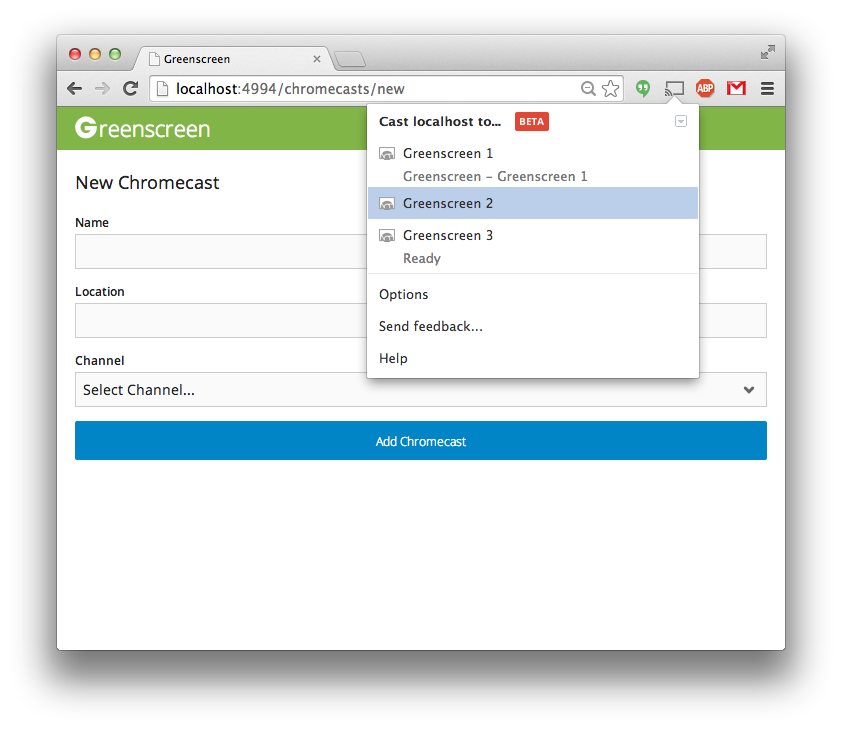 Greenscreen
localhost:4994/chromecasts/new
ABP
Greenscreen
Cast localhost to... BETA
Greenscreen 1
Greenscreen – Greenscreen 1
Greenscreen 2
Greenscreen 3
Ready
Options
Send feedback...
Help
New Chromecast
Name
Location
Channel
Select Channel...
Add Chromecast